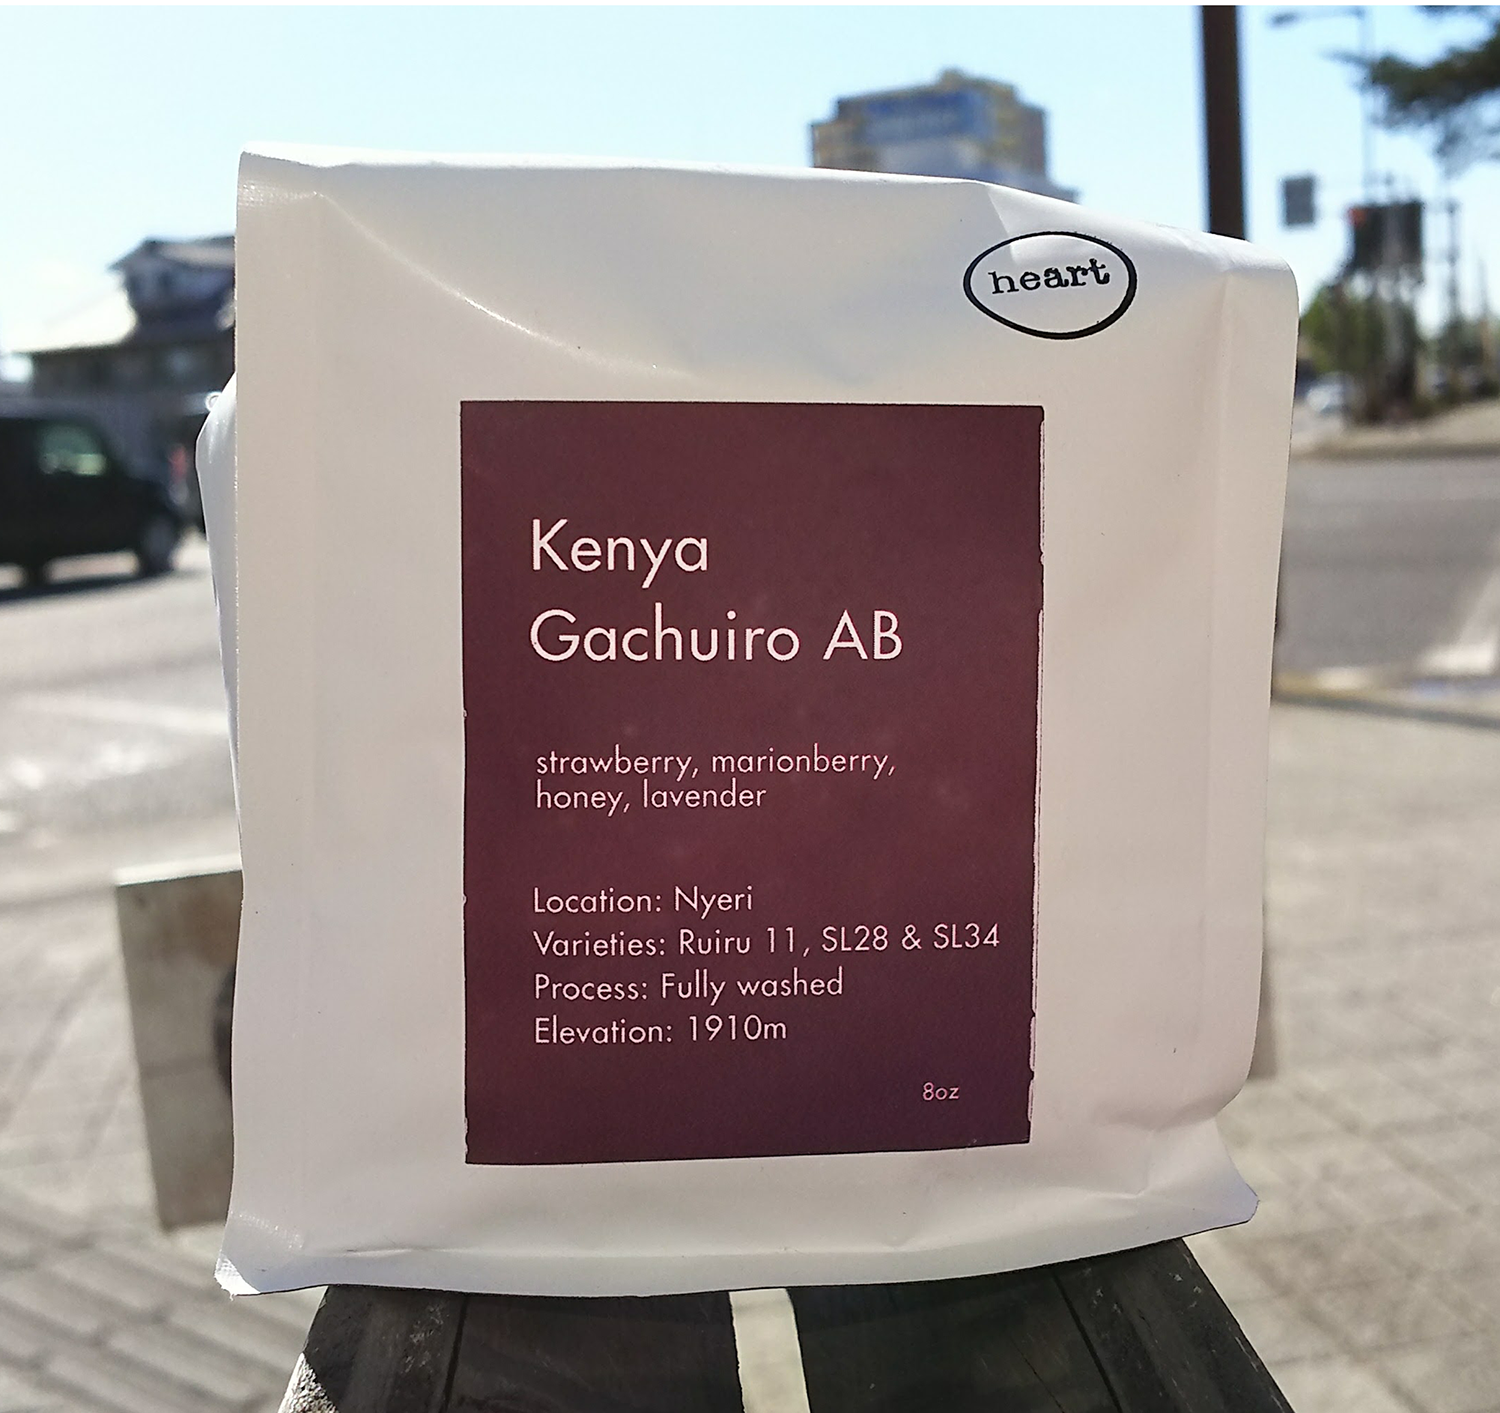 heart
Kenya
Gachuiro AB
strawberry, marionberry,
honey, lavender
Location: Nyeri
Varieties: Ruiru 11, SL28 & SL34
Process: Fully washed
Elevation: 1910m
8oz